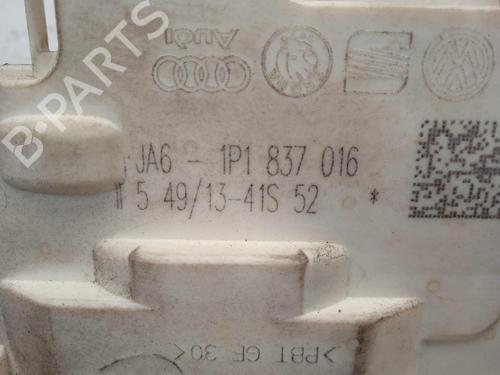 Audi
JA6 - 1P1 837 016
5 49/13-41S 52 *
>PBT GF 30<
B-PARTS